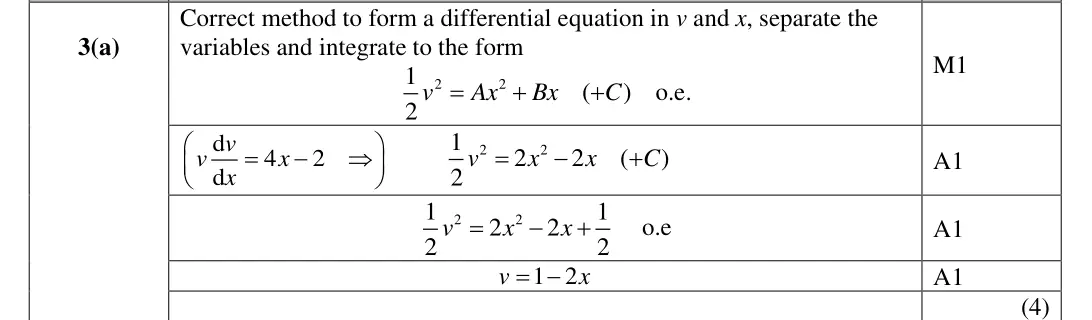 3(a)
Correct method to form a differential equation in v and x, separate the
variables and integrate to the form
1/2 v² = Ax² + Bx (+C) o.e.
M1
(v dv/dx = 4x − 2 ⇒) 1/2 v² = 2x² − 2x (+C)
A1
1/2 v² = 2x² − 2x + 1/2 o.e
A1
v = 1 − 2x
A1
(4)